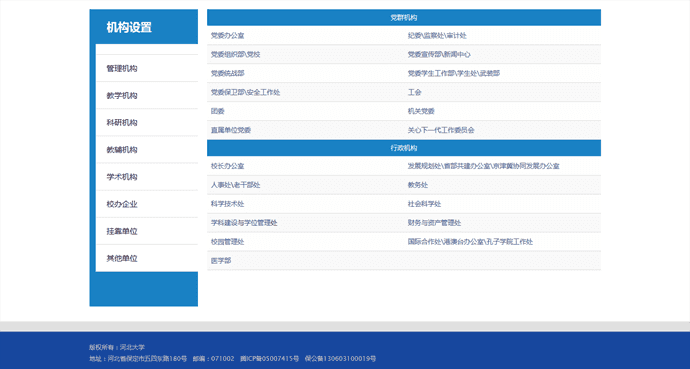 机构设置
管理机构
教学机构
科研机构
教辅机构
学术机构
校办企业
挂靠单位
其他单位
党群机构
党委办公室 纪委\监察处\审计处
党委组织部\党校 党委宣传部\新闻中心
党委统战部 党委学生工作部\学生处\武装部
党委保卫部\安全工作处 工会
团委 机关党委
直属单位党委 关心下一代工作委员会
行政机构
校长办公室 发展规划处\省部共建办公室\京津冀协同发展办公室
人事处\老干部处 教务处
科学技术处 社会科学处
学科建设与学位管理处 财务与资产管理处
校园管理处 国际合作处\港澳台办公室\孔子学院工作处
医学部
版权所有：河北大学
地址：河北省保定市五四东路180号 邮编：071002 冀ICP备05007415号 保公备130603100019号